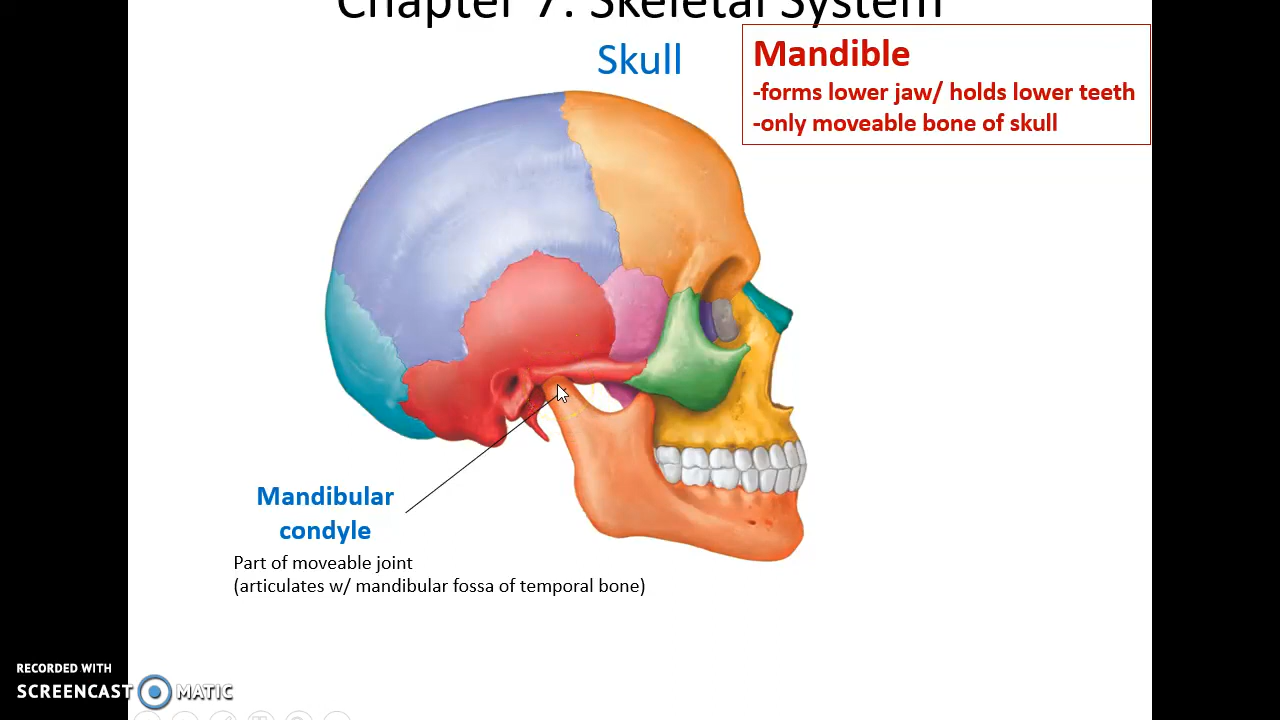 Chapter 7: Skeletal System
Skull
Mandible
-forms lower jaw/ holds lower teeth
-only moveable bone of skull
Mandibular
condyle
Part of moveable joint
(articulates w/ mandibular fossa of temporal bone)
RECORDED WITH
SCREENCAST MATIC